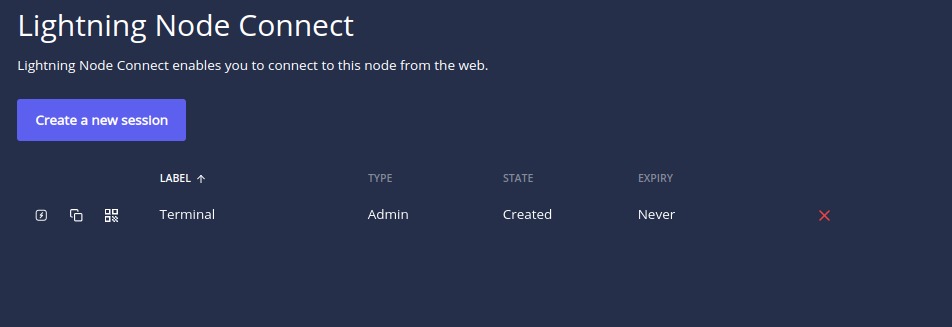 Lightning Node Connect
Lightning Node Connect enables you to connect to this node from the web.
Create a new session
LABEL ↑ TYPE STATE EXPIRY
Terminal Admin Created Never